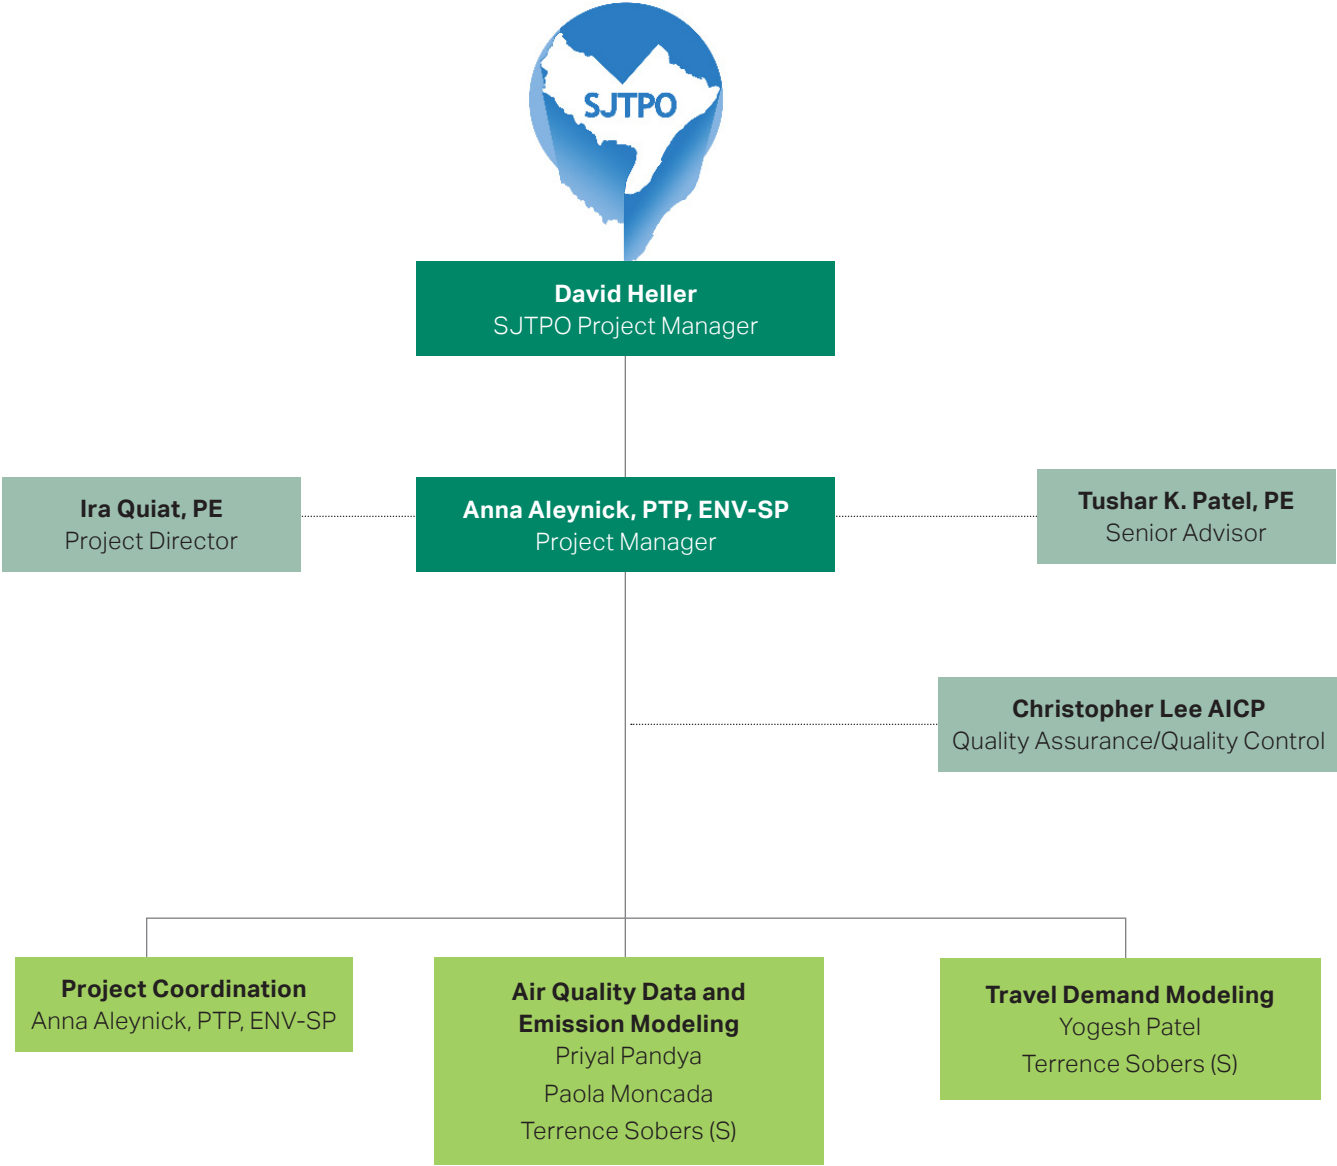 SJTPO
David Heller
SJTPO Project Manager
Ira Quiat, PE
Project Director
Anna Aleynick, PTP, ENV-SP
Project Manager
Tushar K. Patel, PE
Senior Advisor
Christopher Lee AICP
Quality Assurance/Quality Control
Project Coordination
Anna Aleynick, PTP, ENV-SP
Air Quality Data and
Emission Modeling
Priyal Pandya
Paola Moncada
Terrence Sobers (S)
Travel Demand Modeling
Yogesh Patel
Terrence Sobers (S)